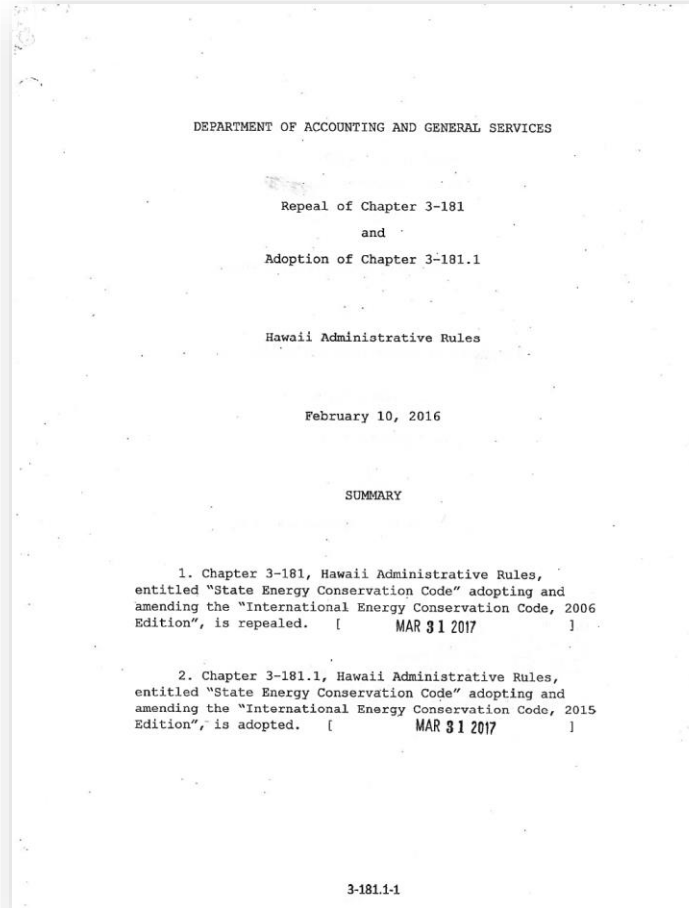 DEPARTMENT OF ACCOUNTING AND GENERAL SERVICES
Repeal of Chapter 3-181
and
Adoption of Chapter 3-181.1
Hawaii Administrative Rules
February 10, 2016
SUMMARY
1. Chapter 3-181, Hawaii Administrative Rules,
entitled "State Energy Conservation Code" adopting and
amending the "International Energy Conservation Code, 2006
Edition", is repealed. [ MAR 31 2017 ]
2. Chapter 3-181.1, Hawaii Administrative Rules,
entitled "State Energy Conservation Code" adopting and
amending the "International Energy Conservation Code, 2015
Edition", is adopted. [ MAR 31 2017 ]
3-181.1-1